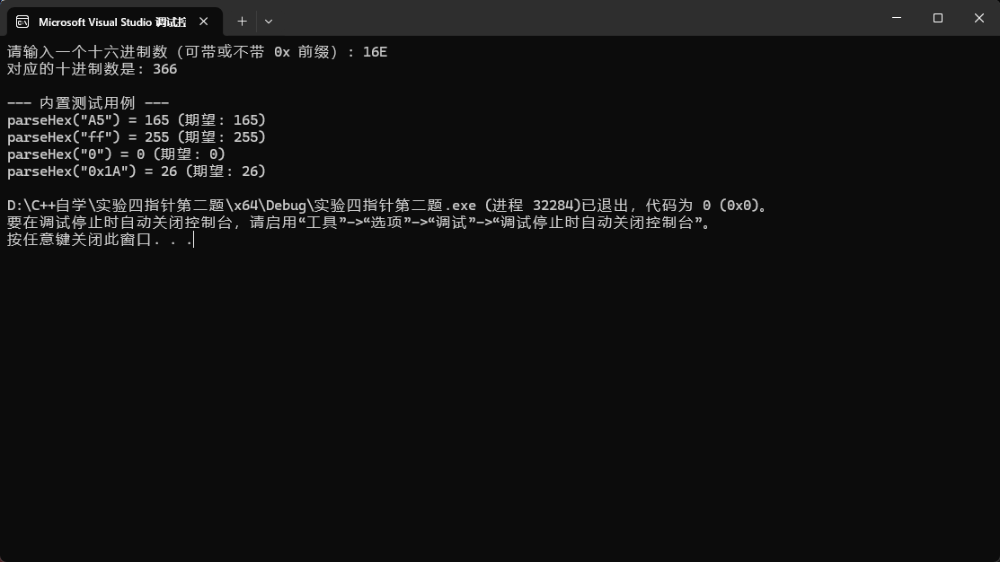 Microsoft Visual Studio 调试控
请输入一个十六进制数（可带或不带 0x 前缀）: 16E
对应的十进制数是: 366
--- 内置测试用例 ---
parseHex("A5") = 165 (期望: 165)
parseHex("ff") = 255 (期望: 255)
parseHex("0") = 0 (期望: 0)
parseHex("0x1A") = 26 (期望: 26)
D:\C++自学\实验四指针第二题\x64\Debug\实验四指针第二题.exe (进程 32284)已退出，代码为 0 (0x0)。
要在调试停止时自动关闭控制台，请启用“工具”->“选项”->“调试”->“调试停止时自动关闭控制台”。
按任意键关闭此窗口. . .